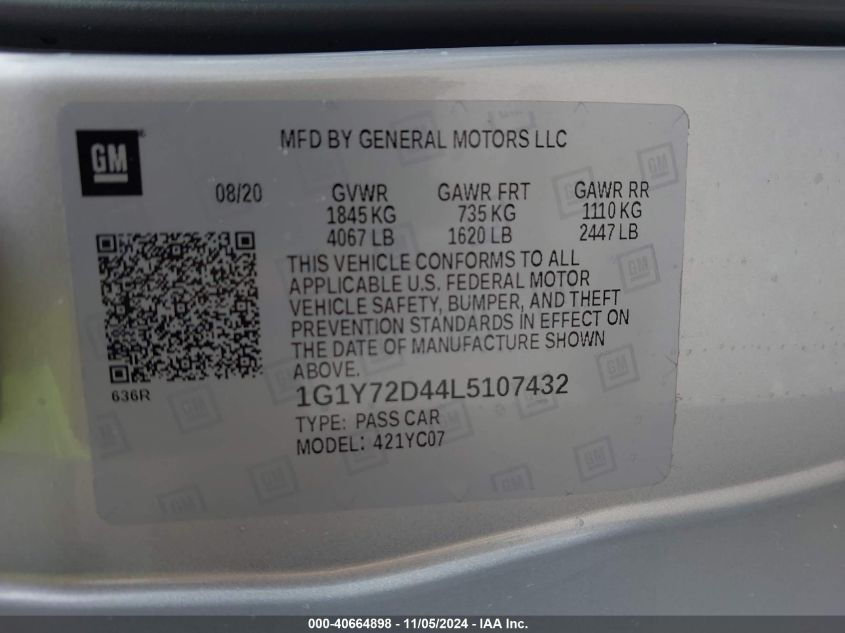 GM
MFD BY GENERAL MOTORS LLC
08/20 GVWR GAWR FRT GAWR RR
1845 KG 735 KG 1110 KG
4067 LB 1620 LB 2447 LB
THIS VEHICLE CONFORMS TO ALL
APPLICABLE U.S. FEDERAL MOTOR
VEHICLE SAFETY, BUMPER, AND THEFT
PREVENTION STANDARDS IN EFFECT ON
THE DATE OF MANUFACTURE SHOWN
ABOVE.
636R
1G1Y72D44L5107432
TYPE: PASS CAR
MODEL: 421YC07
000-40664898 - 11/05/2024 - IAA Inc.